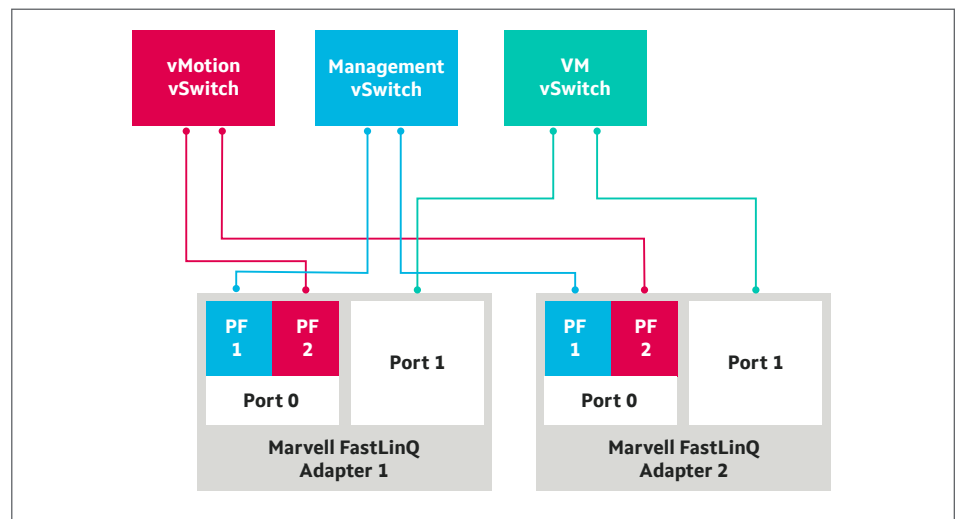 vMotion
vSwitch
Management
vSwitch
VM
vSwitch
PF
1
PF
2
Port 0
Port 1
Marvell FastLinQ
Adapter 1
PF
1
PF
2
Port 0
Port 1
Marvell FastLinQ
Adapter 2